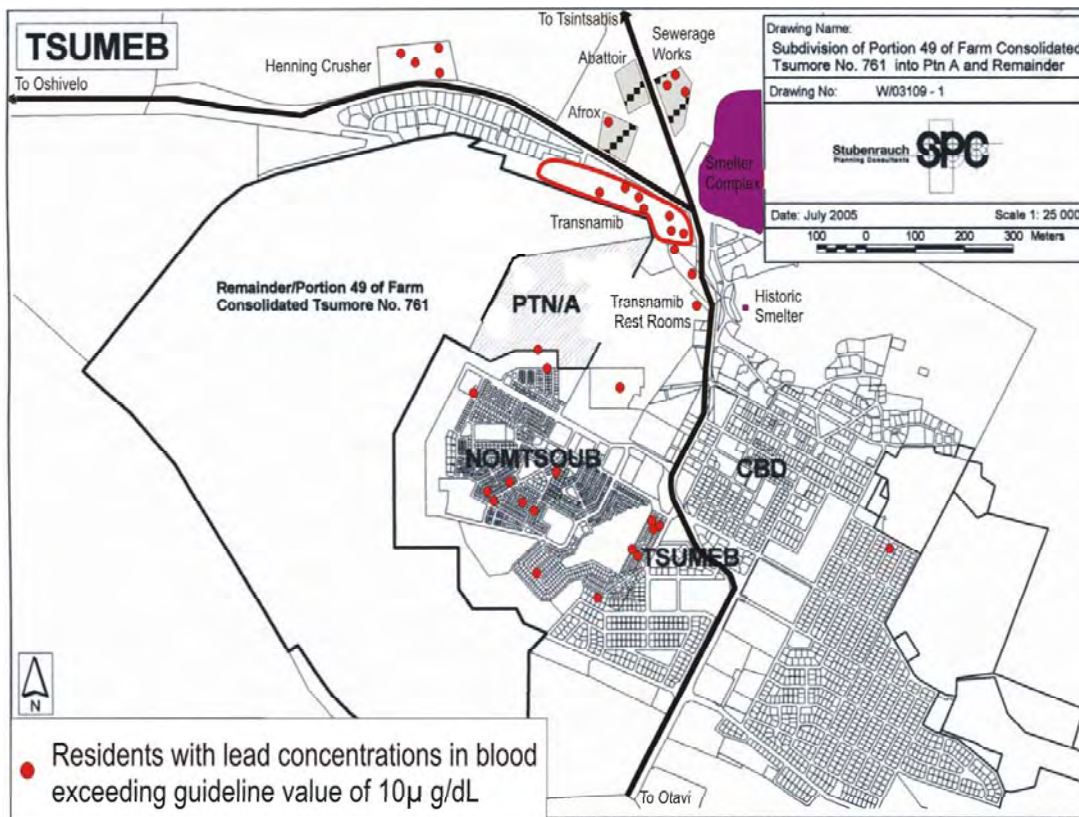 TSUMEB
To Oshivelo
Henning Crusher
To Tsintsabis
Sewerage
Works
Abattoir
Afrox
Smelter
Complex
Transnamib
Remainder/Portion 49 of Farm
Consolidated Tsumore No. 761
PTN/A
Transnamib
Rest Rooms
Historic
Smelter
NOMTSOUB
CBD
TSUMEB
To Otavi
N
Drawing Name:
Subdivision of Portion 49 of Farm Consolidated
Tsumore No. 761 into Ptn A and Remainder
Drawing No: W/03109 - 1
Stubenrauch
Planning Consultants
SPC
Date: July 2005 Scale 1: 25 000
100 0 100 200 300 Meters
Residents with lead concentrations in blood
exceeding guideline value of 10µ g/dL